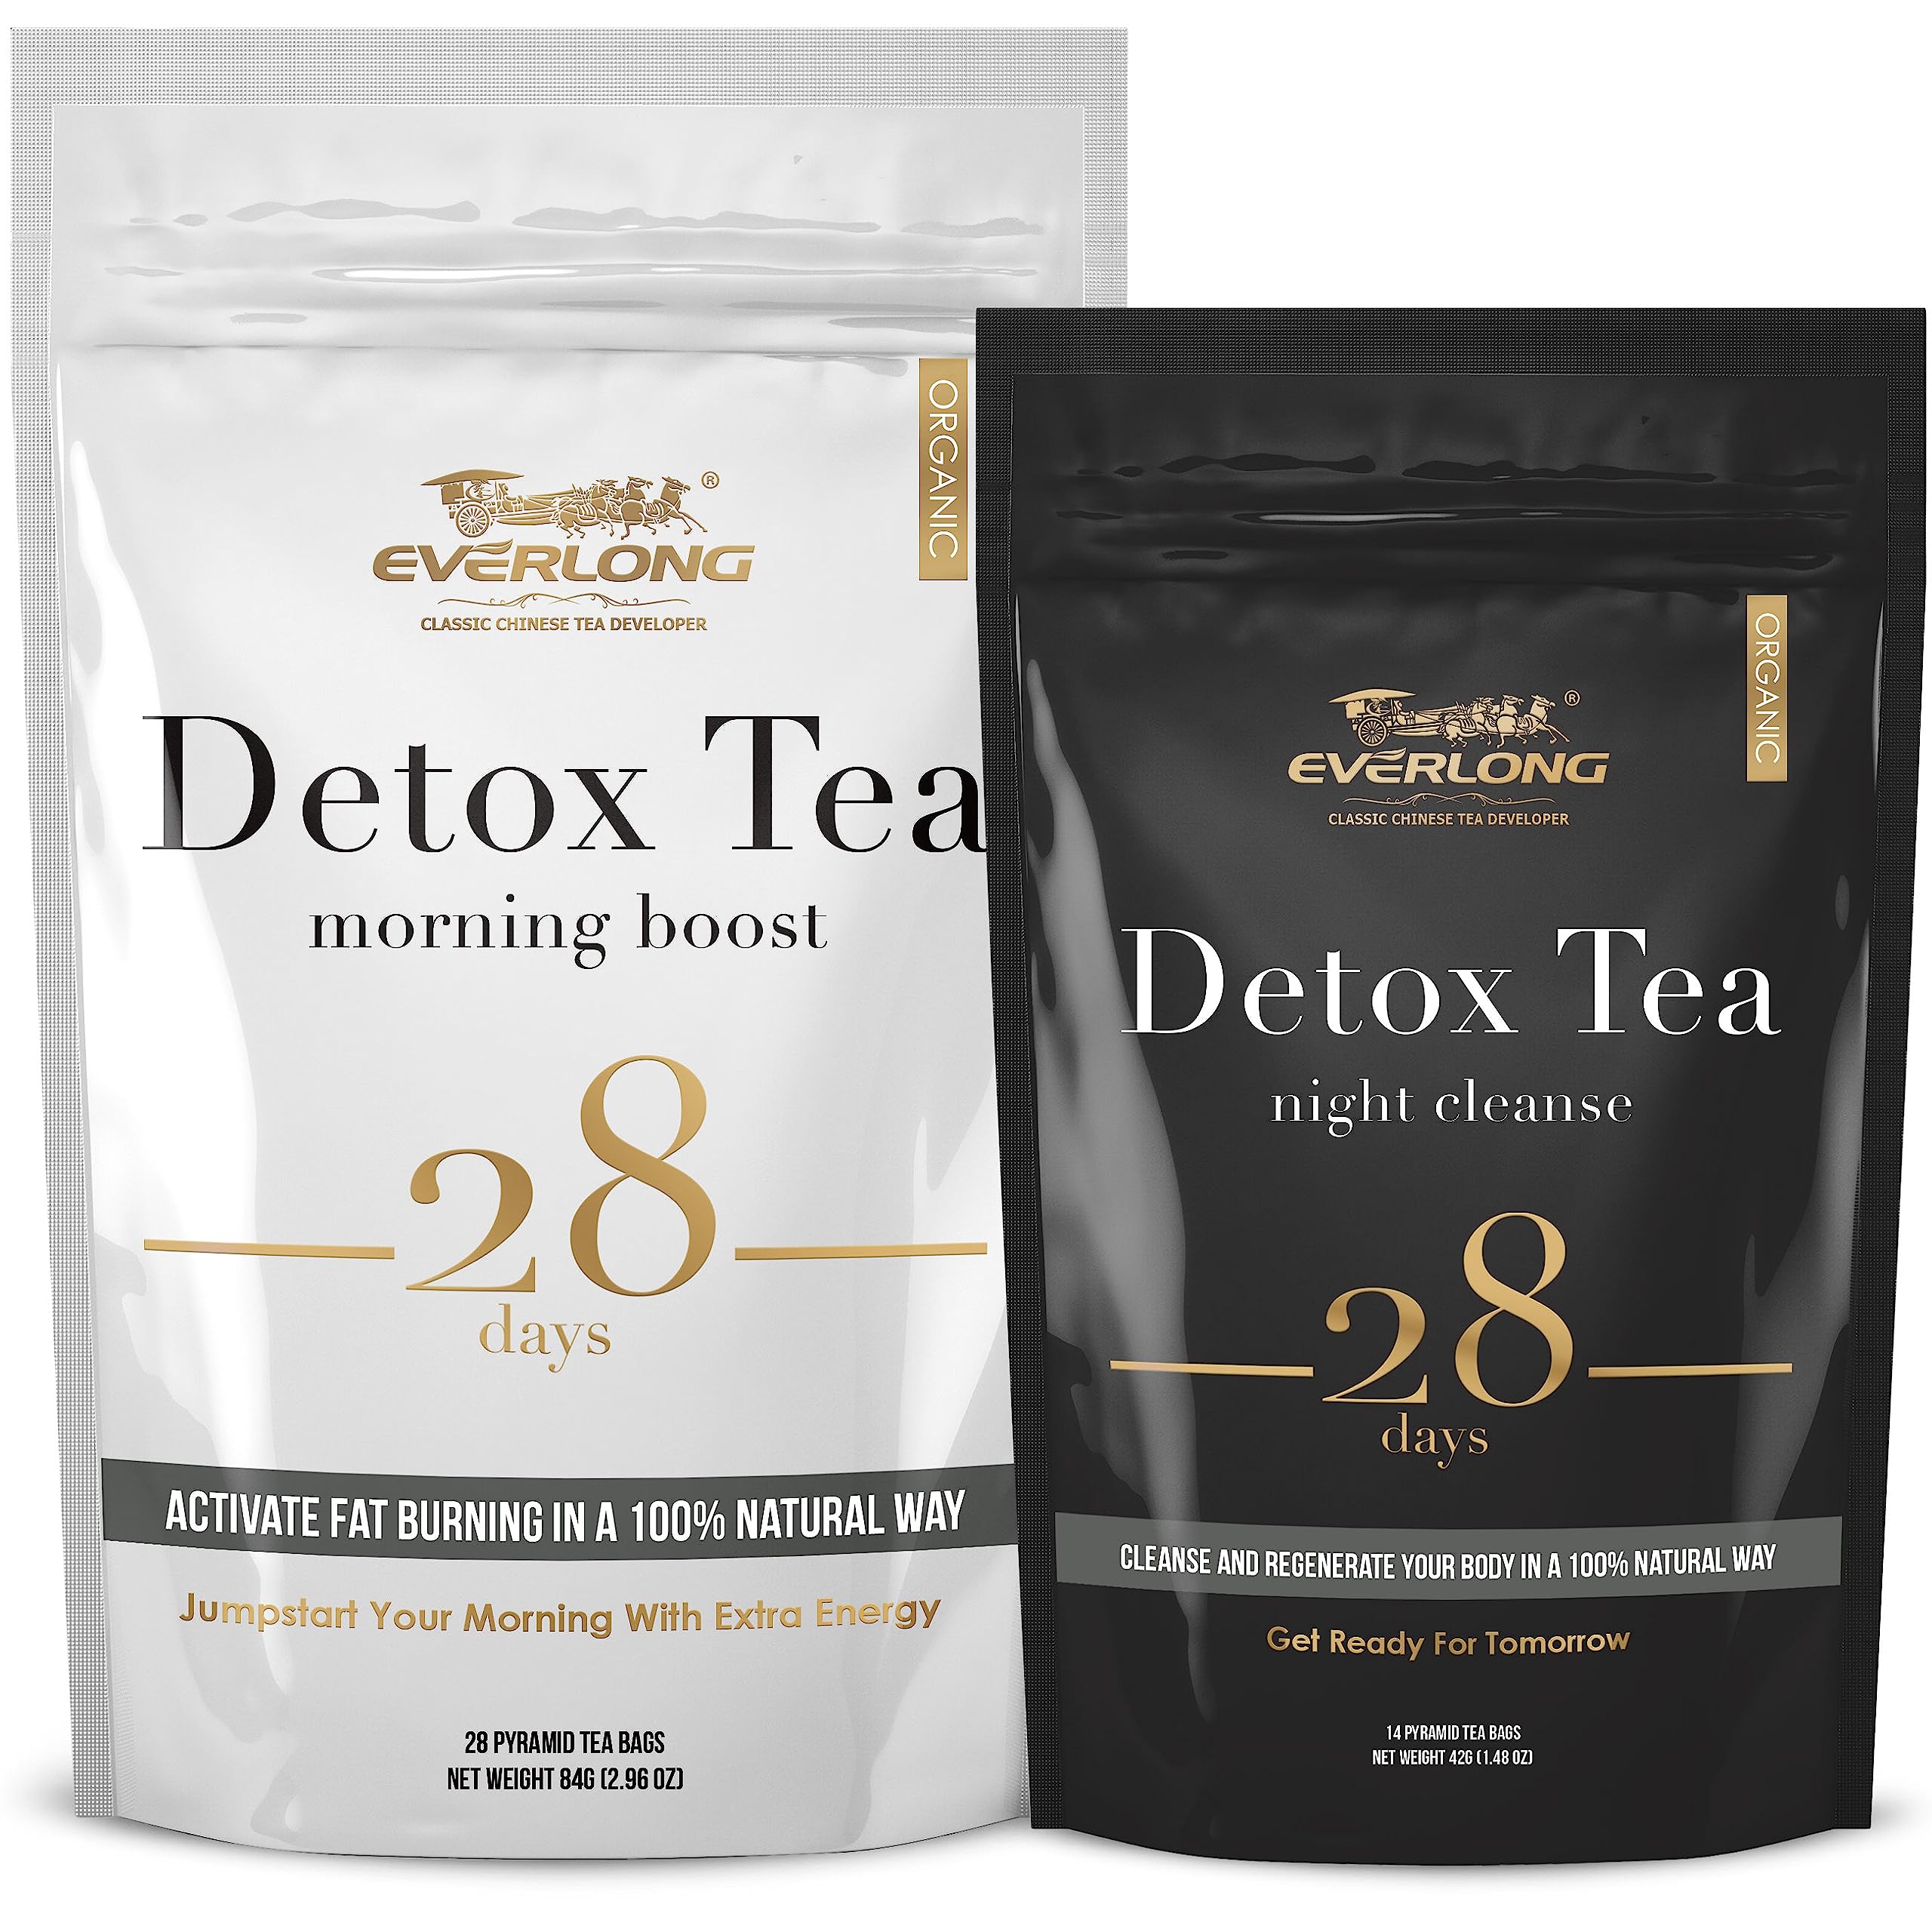 ORGANIC
®
EVERLONG
CLASSIC CHINESE TEA DEVELOPER
Detox Tea
morning boost
28
days
ACTIVATE FAT BURNING IN A 100% NATURAL WAY
Jumpstart Your Morning With Extra Energy
28 PYRAMID TEA BAGS
NET WEIGHT 84G (2.96 OZ)
ORGANIC
®
EVERLONG
CLASSIC CHINESE TEA DEVELOPER
Detox Tea
night cleanse
28
days
CLEANSE AND REGENERATE YOUR BODY IN A 100% NATURAL WAY
Get Ready For Tomorrow
14 PYRAMID TEA BAGS
NET WEIGHT 42G (1.48 OZ)